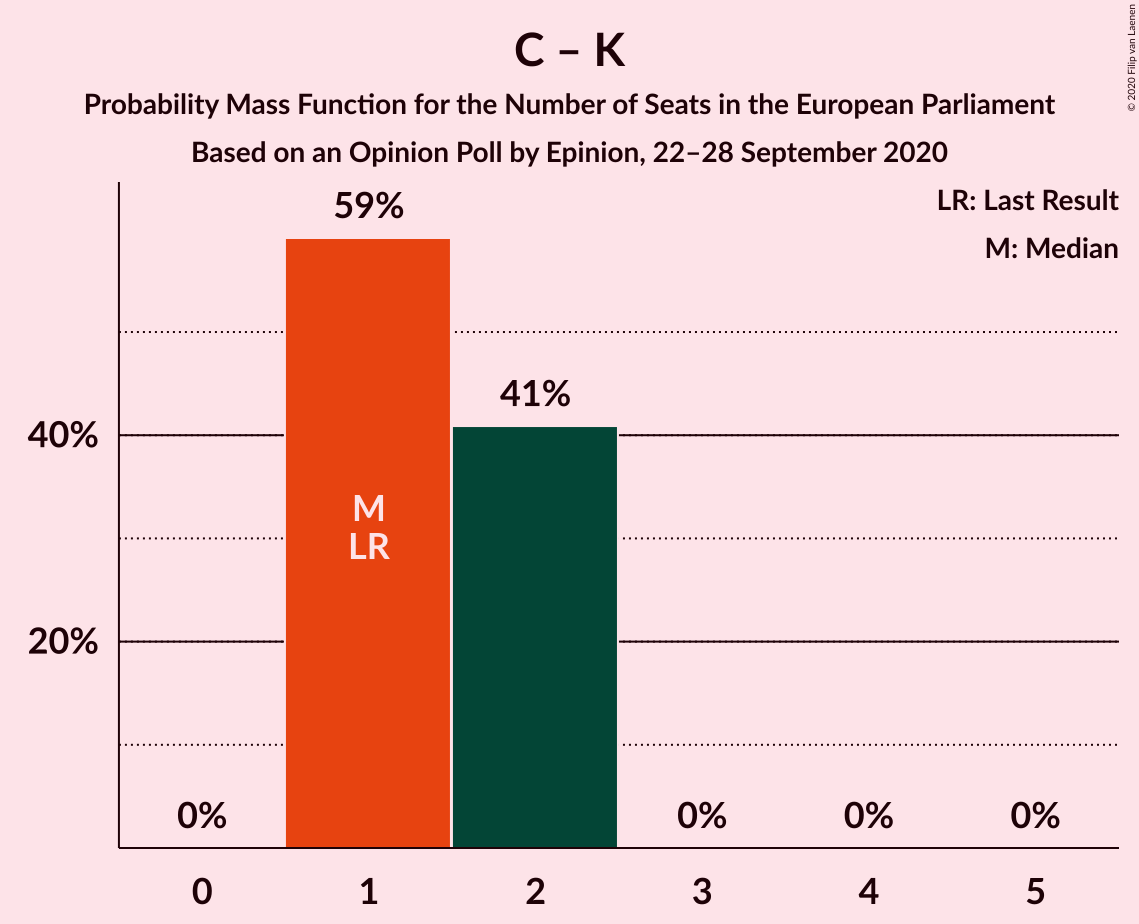 C – K
Probability Mass Function for the Number of Seats in the European Parliament
Based on an Opinion Poll by Epinion, 22–28 September 2020
© 2020 Filip van Laenen
LR: Last Result
M: Median
59%
41%
40%
20%
M
LR
0%
0%
0%
0%
0
1
2
3
4
5